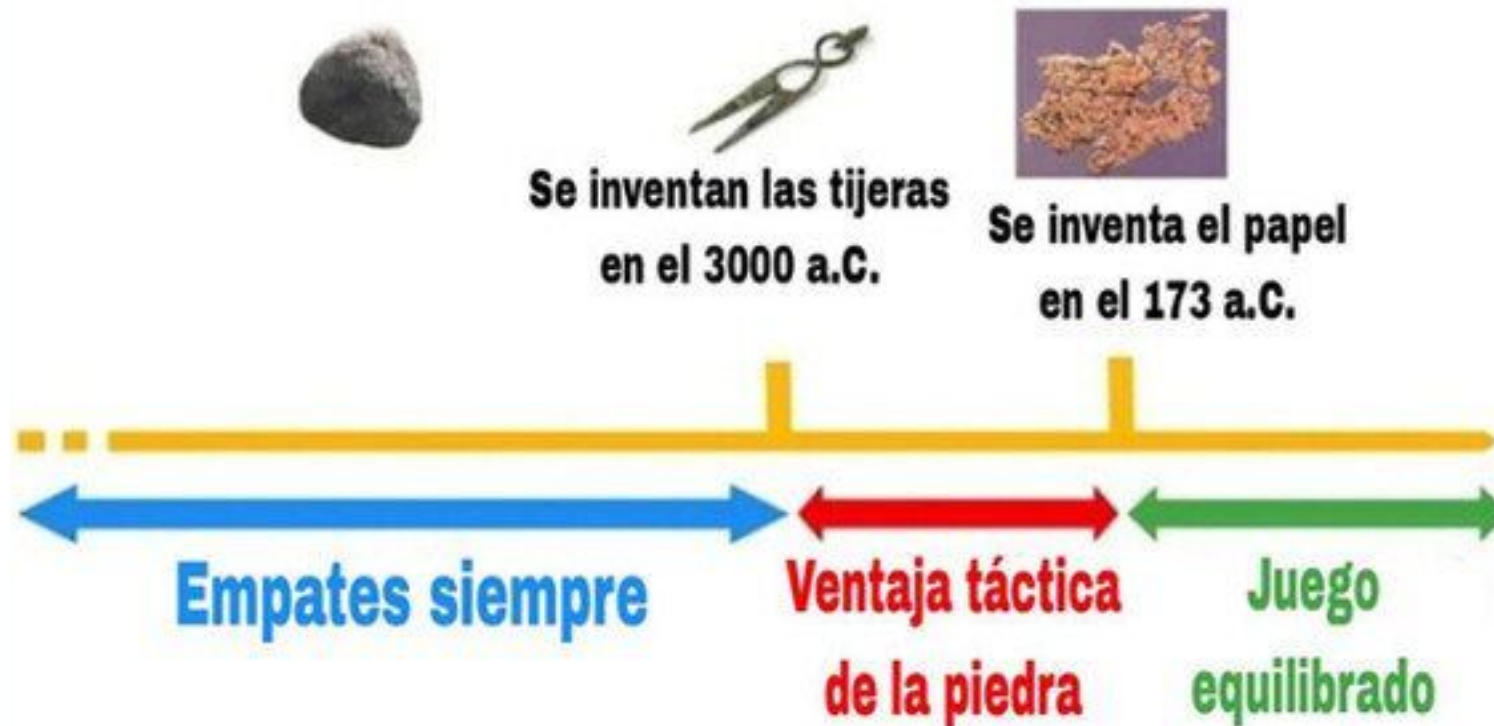 Se inventan las tijeras
en el 3000 a.C.
Se inventa el papel
en el 173 a.C.
Empates siempre
Ventaja táctica
de la piedra
Juego
equilibrado